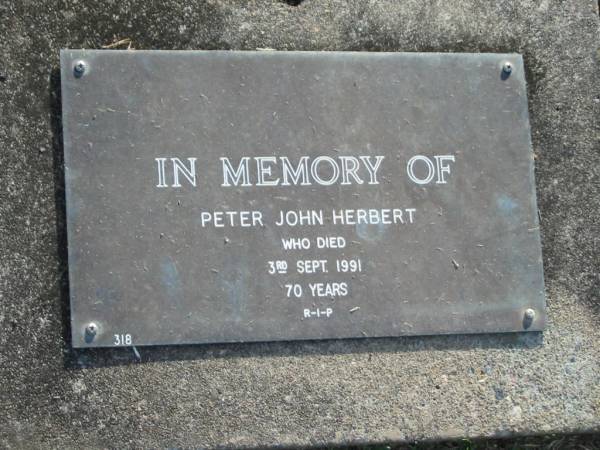 IN MEMORY OF
PETER JOHN HERBERT
WHO DIED
3RD SEPT. 1991
70 YEARS
R-I-P
318